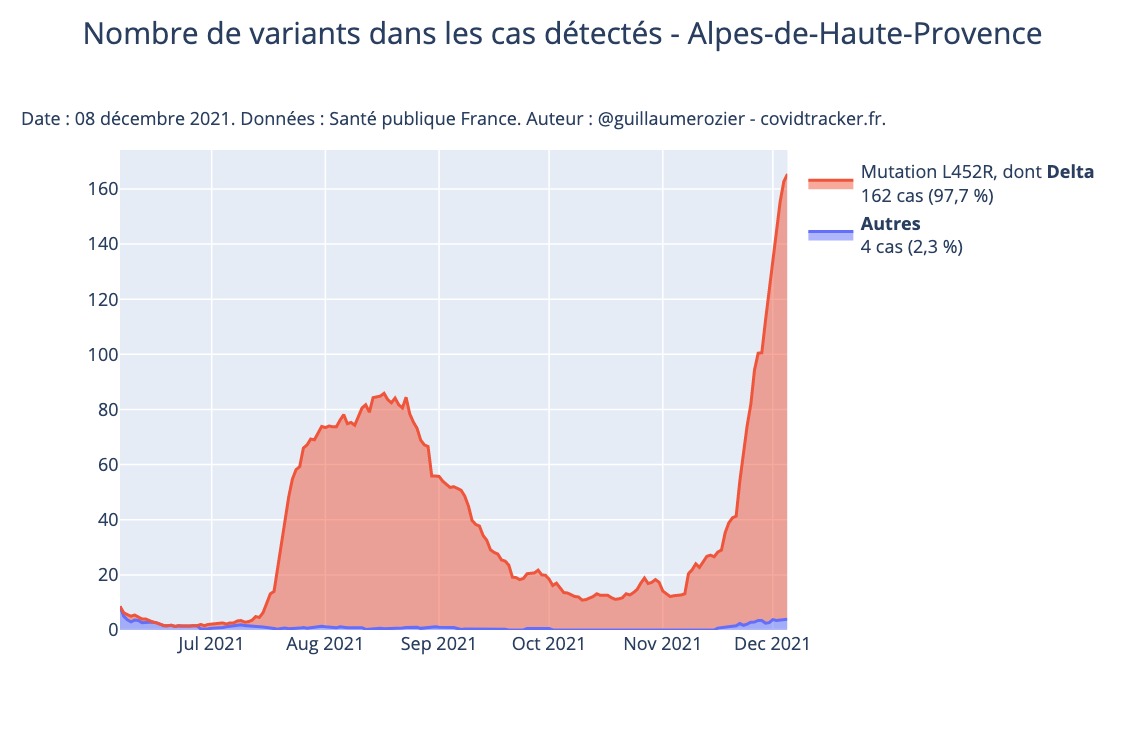 Nombre de variants dans les cas détectés - Alpes-de-Haute-Provence
Date : 08 décembre 2021. Données : Santé publique France. Auteur : @guillaumerozier - covidtracker.fr.
Mutation L452R, dont Delta
162 cas (97,7 %)
Autres
4 cas (2,3 %)
160
140
120
100
80
60
40
20
0
Jul 2021 Aug 2021 Sep 2021 Oct 2021 Nov 2021 Dec 2021